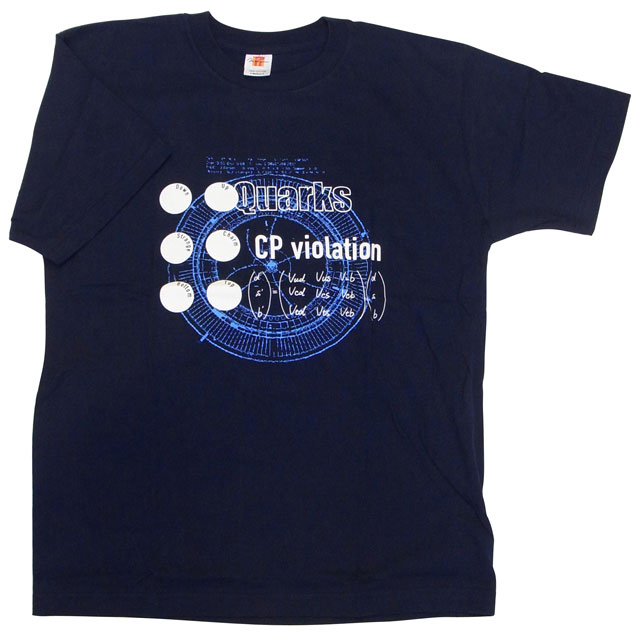 Down Up
Quarks
Strange Charm
CP violation
Bottom Top
(d' s' b') = (Vud Vus Vub Vcd Vcs Vcb Vtd Vts Vtb) (d s b)